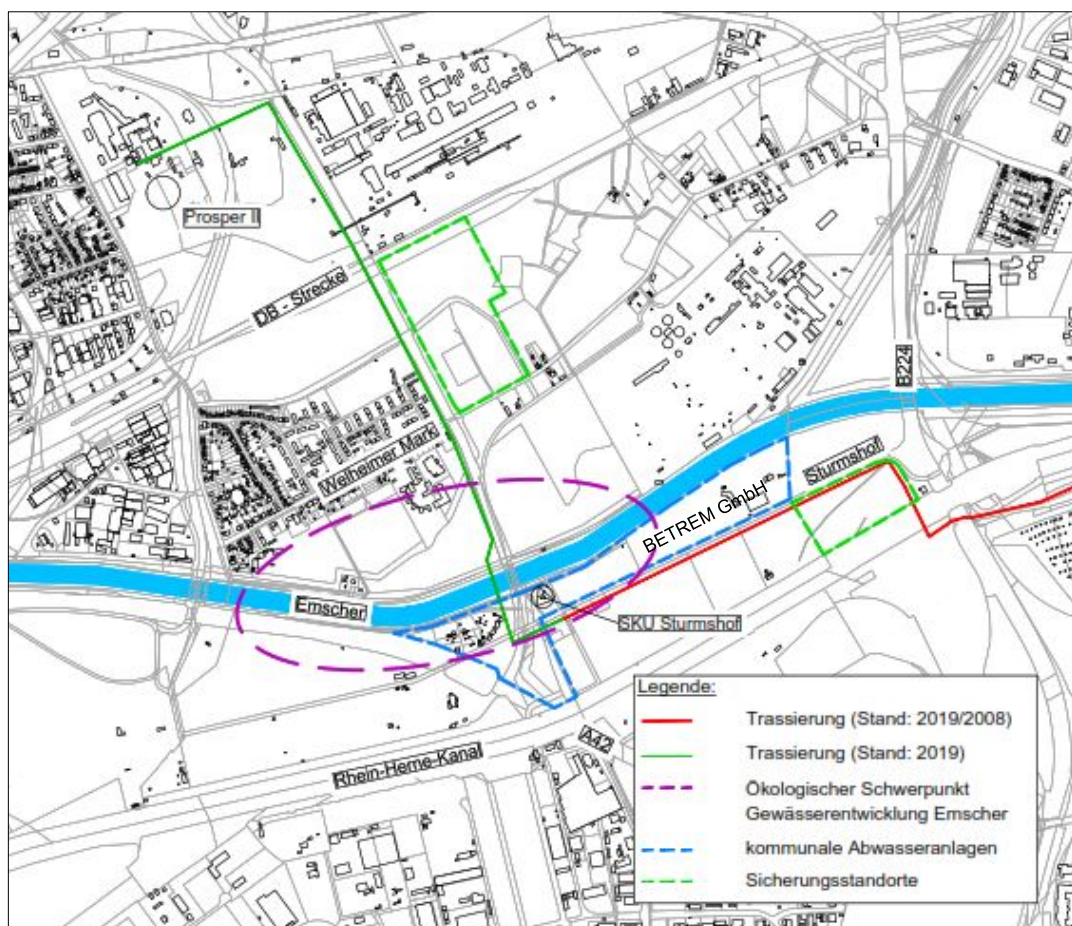 Prosper II
DB - Strecke
B224
Welheimer Mark
Sturmshof
BETREM GmbH
Emscher
SKU Sturmshof
A42
Rhein-Herne-Kanal
Legende:
Trassierung (Stand: 2019/2008)
Trassierung (Stand: 2019)
Ökologischer Schwerpunkt
Gewässerentwicklung Emscher
kommunale Abwasseranlagen
Sicherungsstandorte